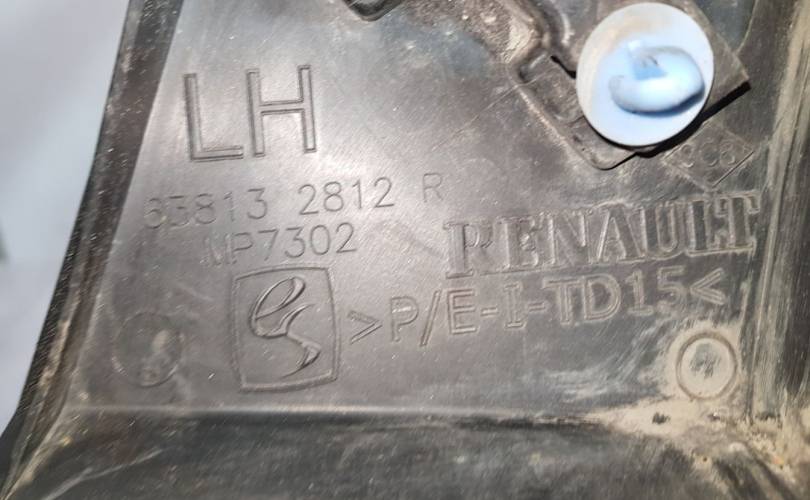 LH
63813 2812 R
MP7302
RENAULT
>P/E-I-TD15<